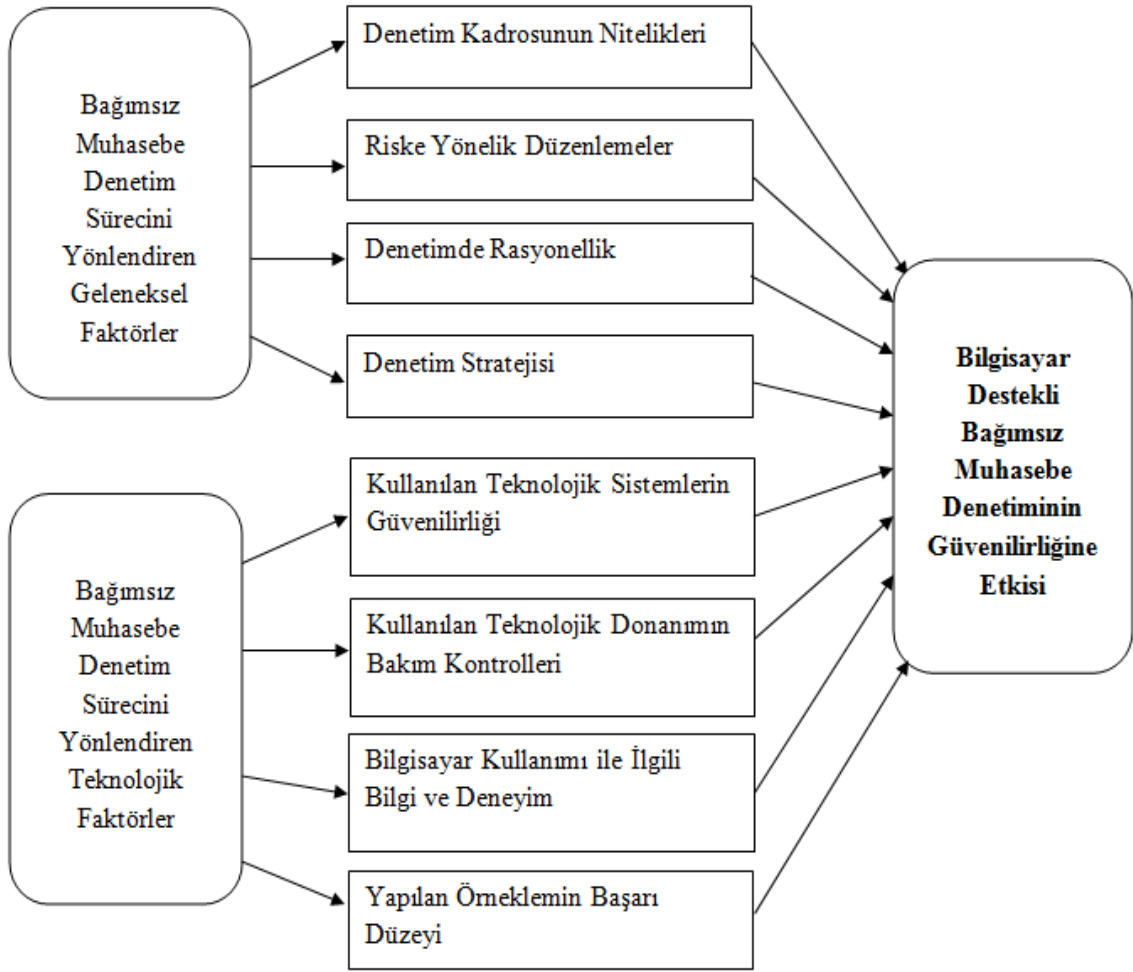 Bağımsız
Muhasebe
Denetim
Sürecini
Yönlendiren
Geleneksel
Faktörler
Denetim Kadrosunun Nitelikleri
Riske Yönelik Düzenlemeler
Denetimde Rasyonellik
Denetim Stratejisi
Bağımsız
Muhasebe
Denetim
Sürecini
Yönlendiren
Teknolojik
Faktörler
Kullanılan Teknolojik Sistemlerin
Güvenilirliği
Kullanılan Teknolojik Donanımın
Bakım Kontrolleri
Bilgisayar Kullanımı ile İlgili
Bilgi ve Deneyim
Yapılan Örneklemin Başarı
Düzeyi
Bilgisayar
Destekli
Bağımsız
Muhasebe
Denetiminin
Güvenilirliğine
Etkisi